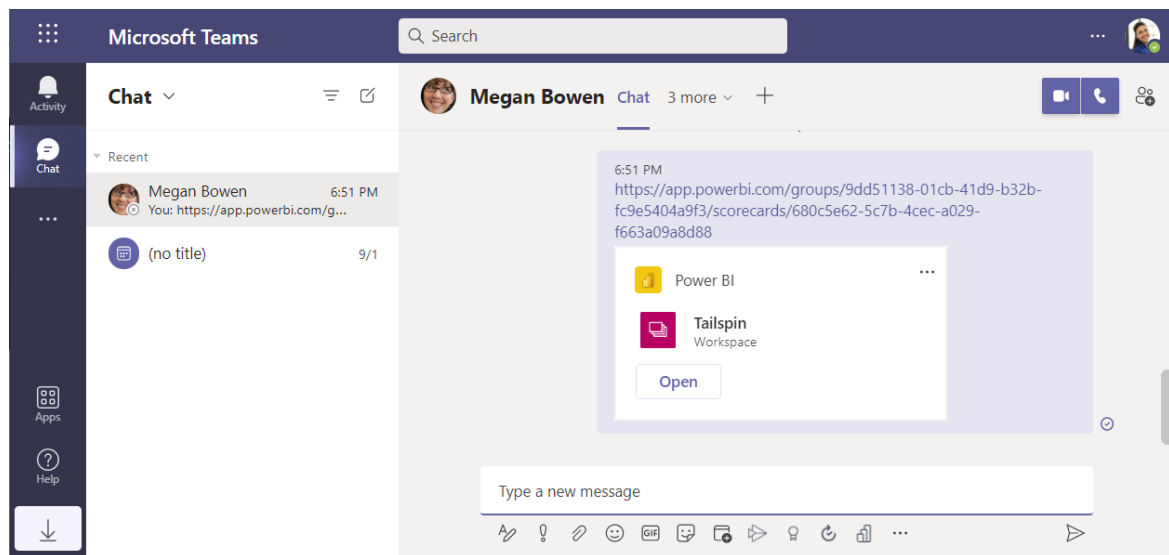 Microsoft Teams
Search
Activity
Chat
Apps
Help
Chat
Recent
Megan Bowen 6:51 PM
You: https://app.powerbi.com/g...
(no title) 9/1
Megan Bowen Chat 3 more
6:51 PM
https://app.powerbi.com/groups/9dd51138-01cb-41d9-b32b-
fc9e5404a9f3/scorecards/680c5e62-5c7b-4cec-a029-
f663a09a8d88
Power BI
Tailspin
Workspace
Open
Type a new message
GIF